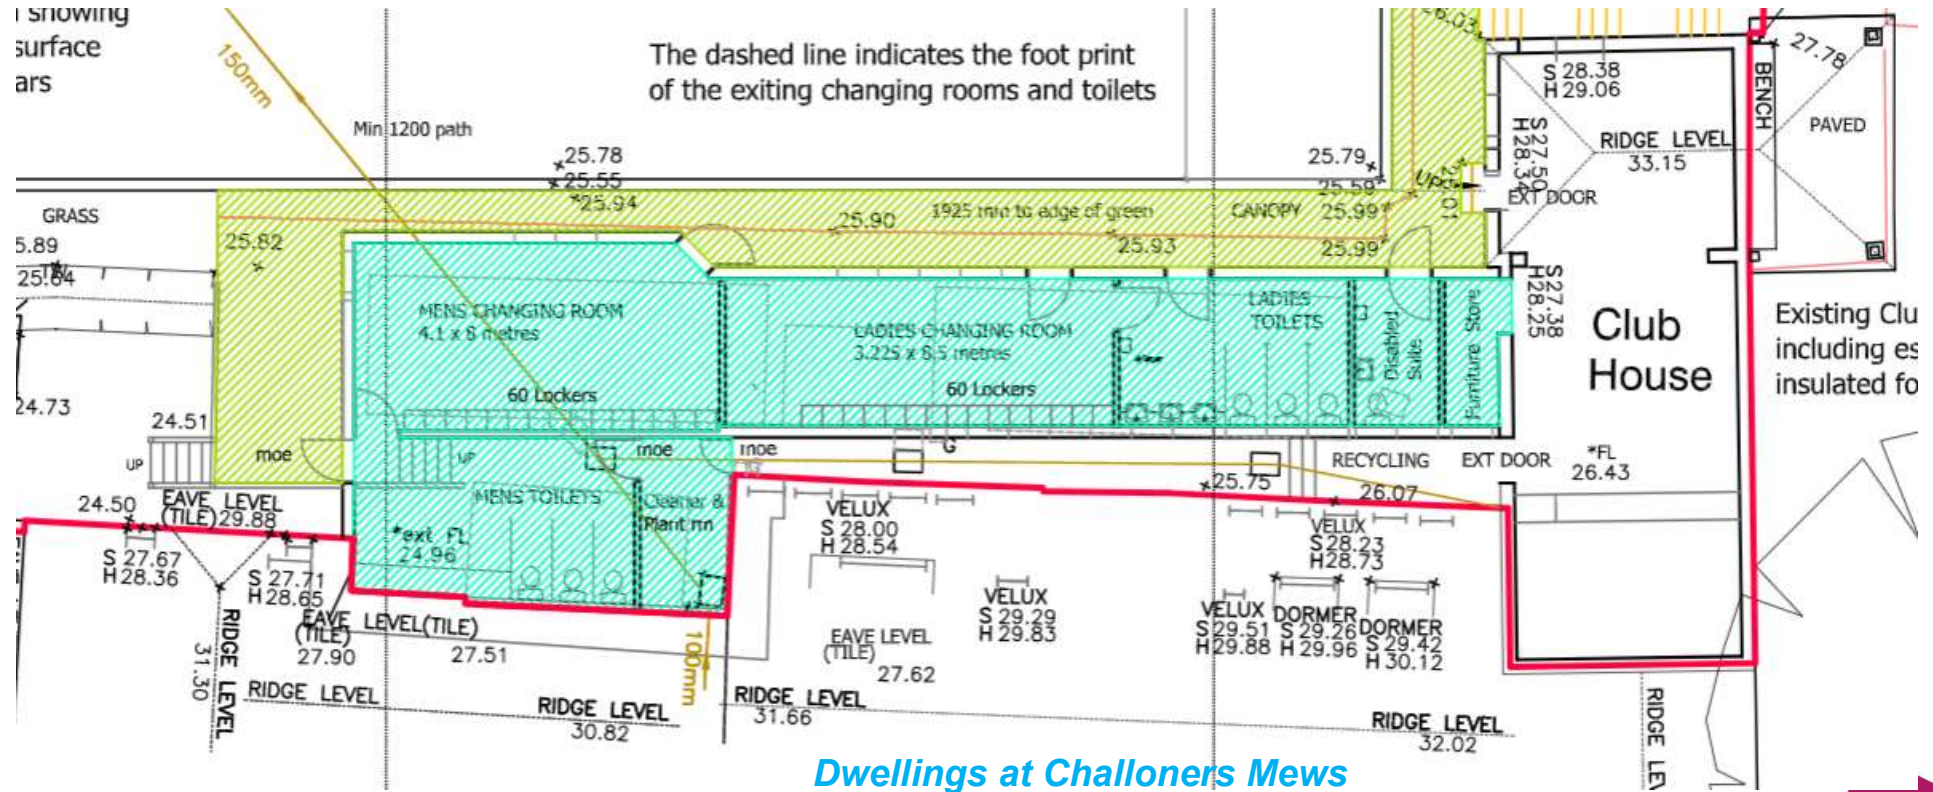 showing
surface
ars
150mm
The dashed line indicates the foot print
of the exiting changing rooms and toilets
Min 1200 path
25.78
25.55
25.94
25.79
25.59
26.03
S 28.38
H 29.06
27.78
BENCH
PAVED
RIDGE LEVEL
33.15
S 27.50
H 28.34
UP
EXT DOOR
GRASS
5.89
25.82
25.90
1925 mm to edge of green
CANOPY
25.99
25.93
25.99
S 27.38
H 28.25
MENS CHANGING ROOM
4.1 x 8 metres
LADIES CHANGING ROOM
3.225 x 8.5 metres
LADIES
TOILETS
Disabled
Suite
Furniture Store
Club
House
Existing Clu
including es
insulated fo
60 Lockers
60 Lockers
24.73
24.51
UP
moe
UP
moe
moe
G
RECYCLING
EXT DOOR
*FL
26.43
24.50
EAVE LEVEL
(TILE) 29.88
MENS TOILETS
Cleaner &
Plant rm
25.75
26.07
*ext FL
24.96
VELUX
S 28.00
H 28.54
VELUX
S 28.23
H 28.73
S 27.67
H 28.36
S 27.71
H 28.65
VELUX
S 29.29
H 29.83
VELUX
S 29.51
H 29.88
DORMER
S 29.26
H 29.96
DORMER
S 29.42
H 30.12
EAVE LEVEL(TILE)
(TILE)
27.90
27.51
EAVE LEVEL
(TILE)
27.62
100mm
RIDGE LEVEL
31.30
RIDGE LEVEL
RIDGE LEVEL
30.82
RIDGE LEVEL
31.66
RIDGE LEVEL
32.02
RIDGE LEV
Dwellings at Challoners Mews